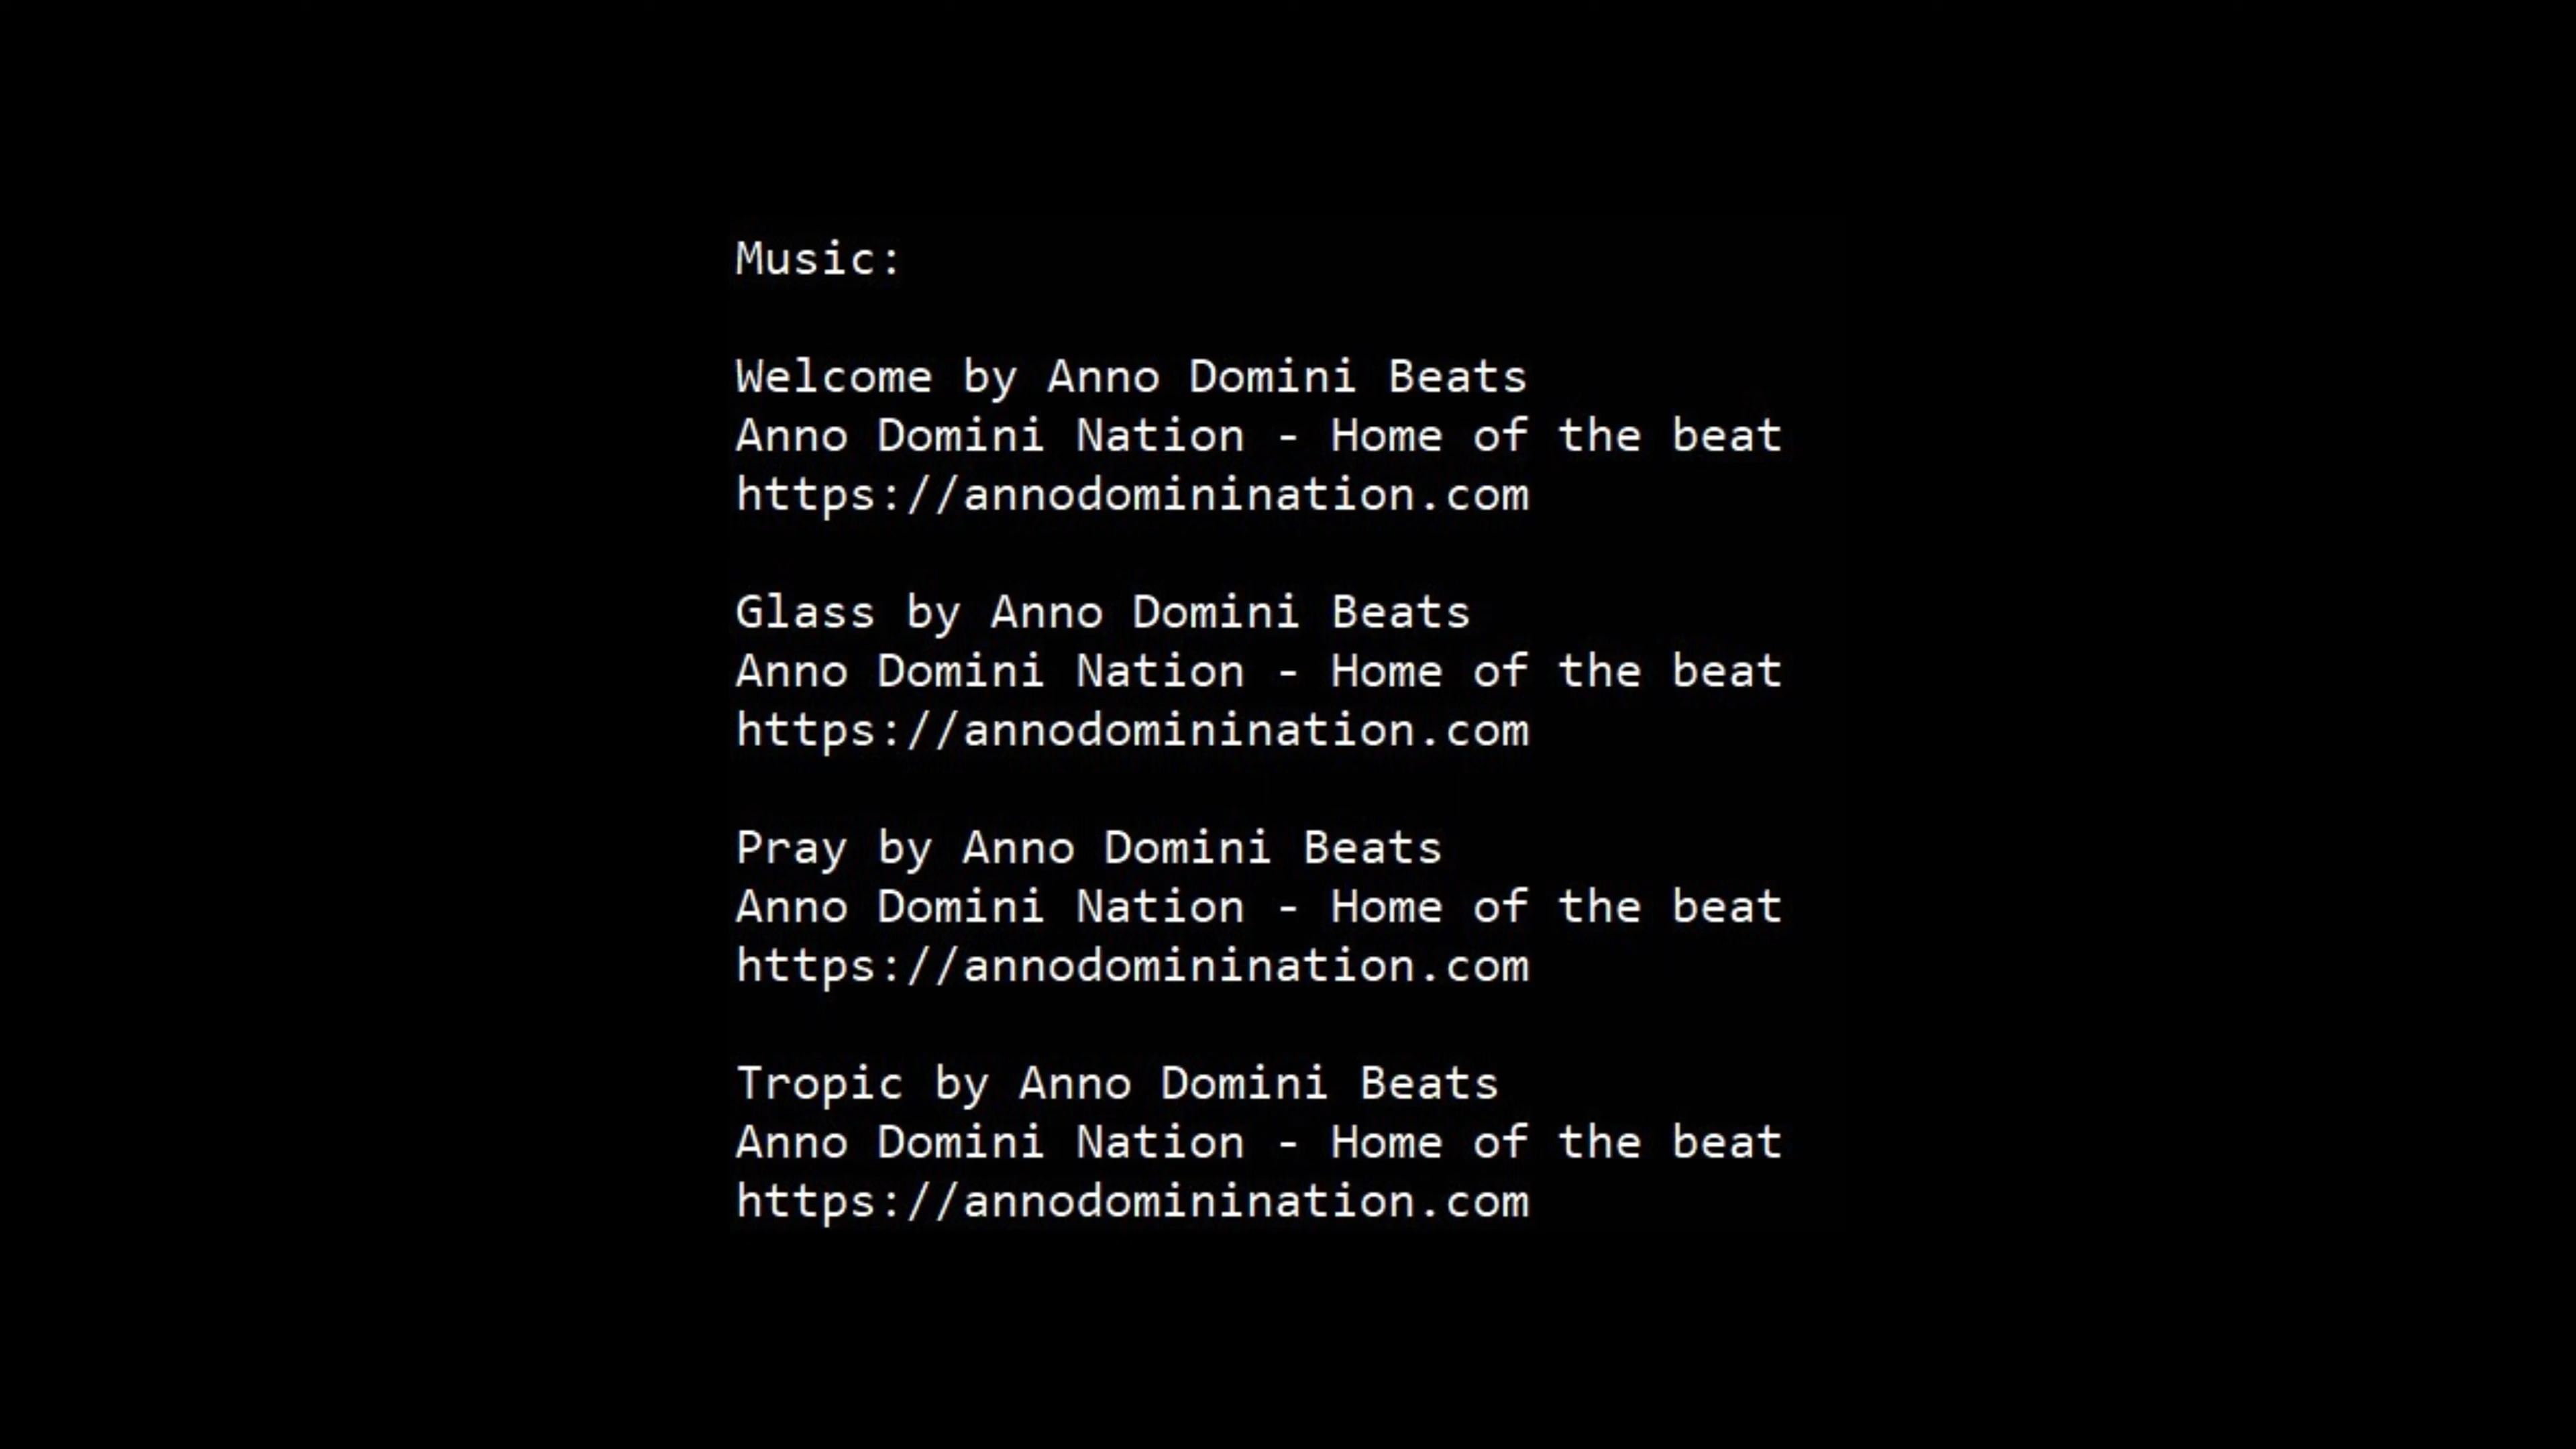 Music:
Welcome by Anno Domini Beats
Anno Domini Nation - Home of the beat
https://annodomination.com
Glass by Anno Domini Beats
Anno Domini Nation - Home of the beat
https://annodominination.com
Pray by Anno Domini Beats
Anno Domini Nation - Home of the beat
https://annodominination.com
Tropic by Anno Domini Beats
Anno Domini Nation - Home of the beat
https://annodominination.com